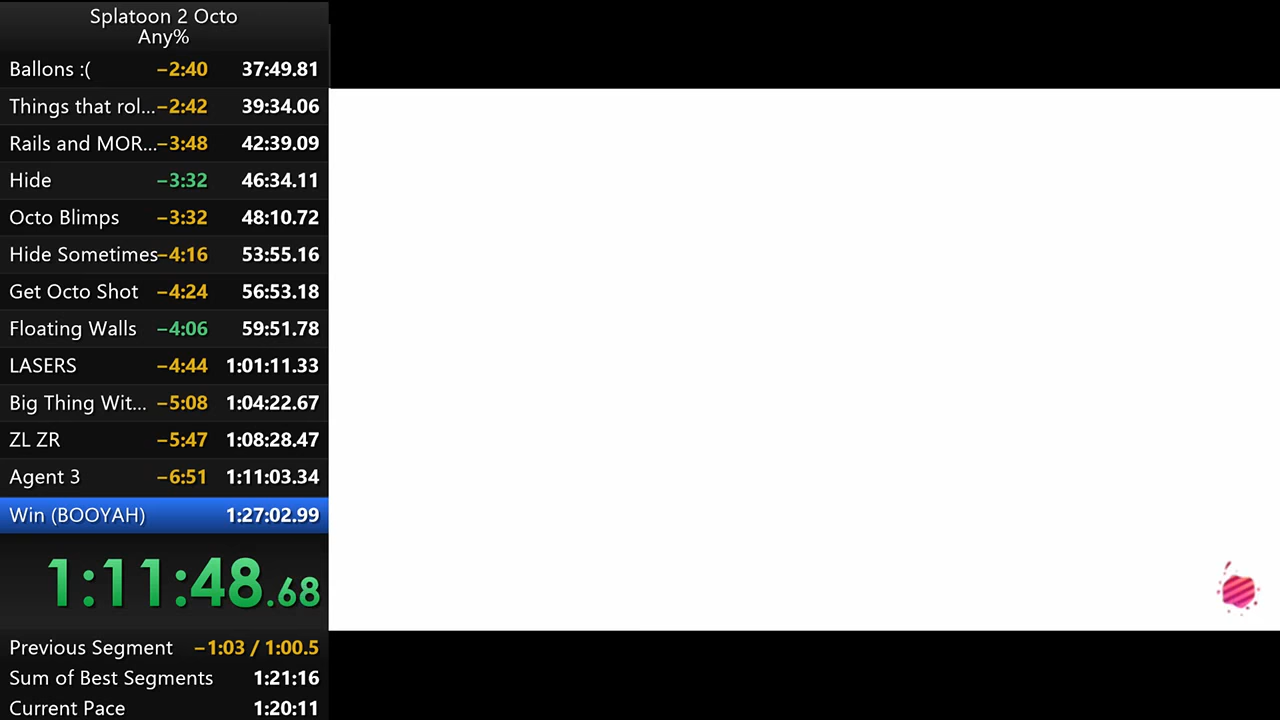 Splatoon 2 Octo
Any%
Ballons :( −2:40 37:49.81
Things that rol... −2:42 39:34.06
Rails and MOR... −3:48 42:39.09
Hide −3:32 46:34.11
Octo Blimps −3:32 48:10.72
Hide Sometimes −4:16 53:55.16
Get Octo Shot −4:24 56:53.18
Floating Walls −4:06 59:51.78
LASERS −4:44 1:01:11.33
Big Thing Wit... −5:08 1:04:22.67
ZL ZR −5:47 1:08:28.47
Agent 3 −6:51 1:11:03.34
Win (BOOYAH) 1:27:02.99
1:11:48.68
Previous Segment −1:03 / 1:00.5
Sum of Best Segments 1:21:16
Current Pace 1:20:11